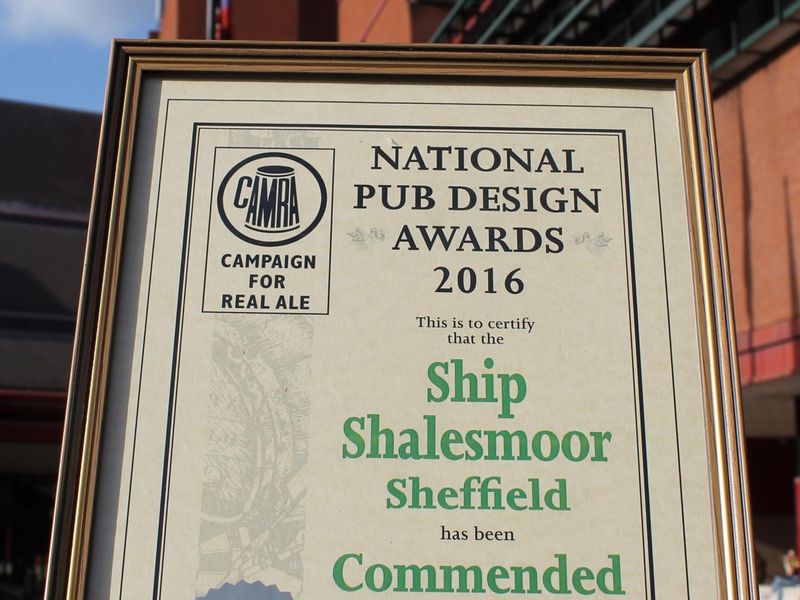 CAMRA
CAMPAIGN
FOR
REAL ALE
NATIONAL
PUB DESIGN
AWARDS
2016
This is to certify
that the
Ship
Shalesmoor
Sheffield
has been
Commended